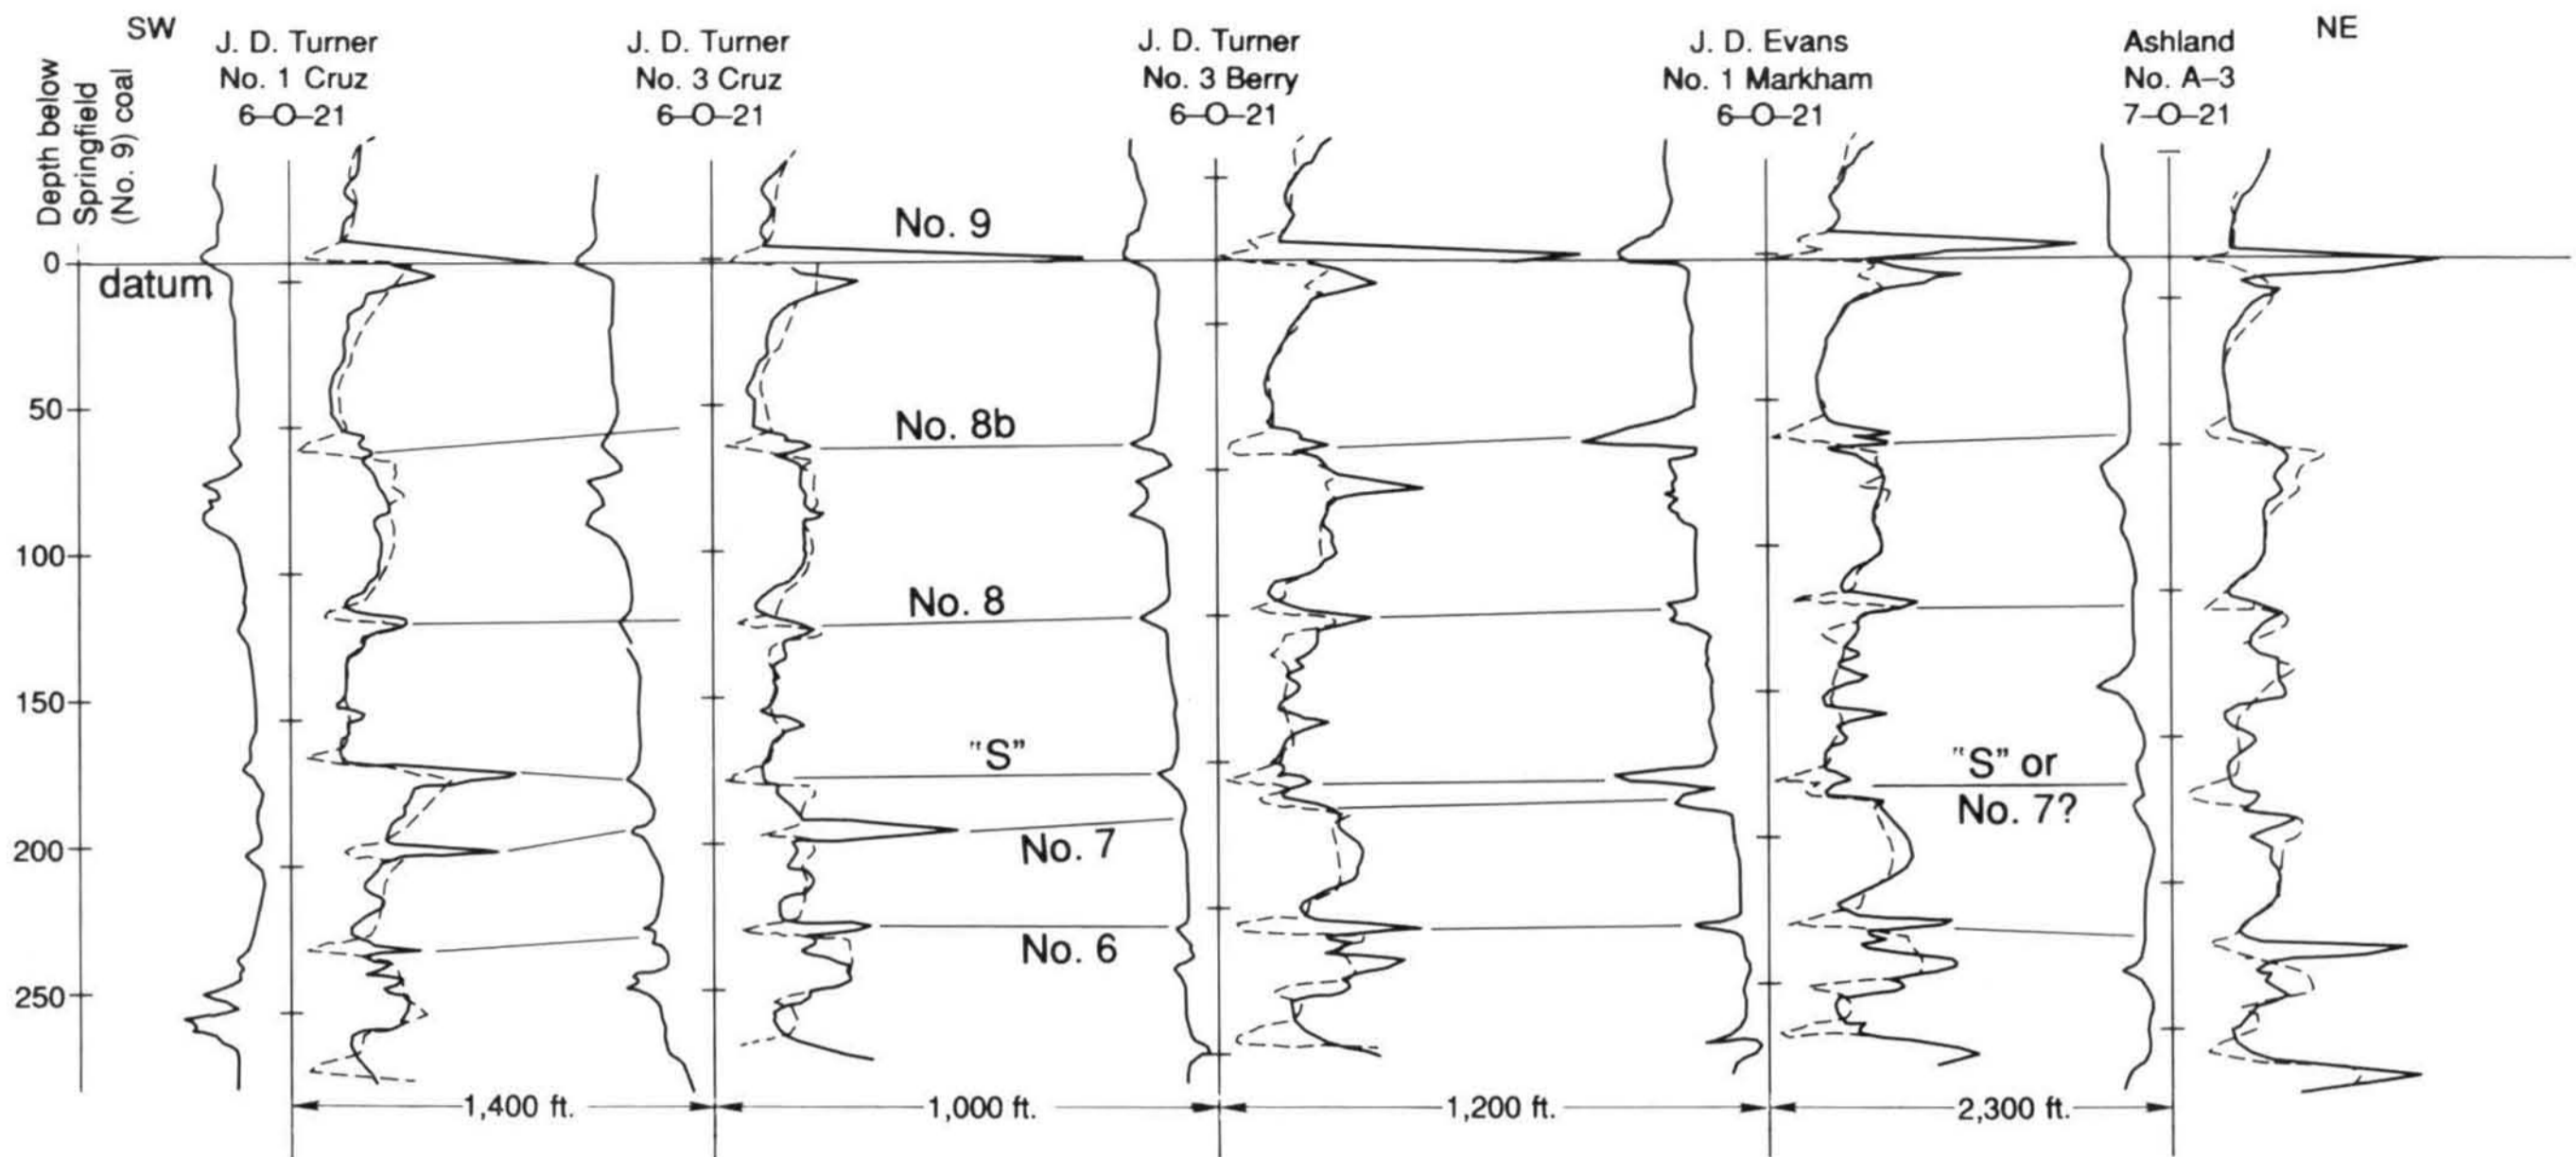 SW
NE
J. D. Turner
No. 1 Cruz
6–O–21
J. D. Turner
No. 3 Cruz
6–O–21
J. D. Turner
No. 3 Berry
6–O–21
J. D. Evans
No. 1 Markham
6–O–21
Ashland
No. A–3
7–O–21
Depth below
Springfield
(No. 9) coal
0
datum
50
100
150
200
250
No. 9
No. 8b
No. 8
"S"
No. 7
No. 6
"S" or
No. 7?
1,400 ft.
1,000 ft.
1,200 ft.
2,300 ft.